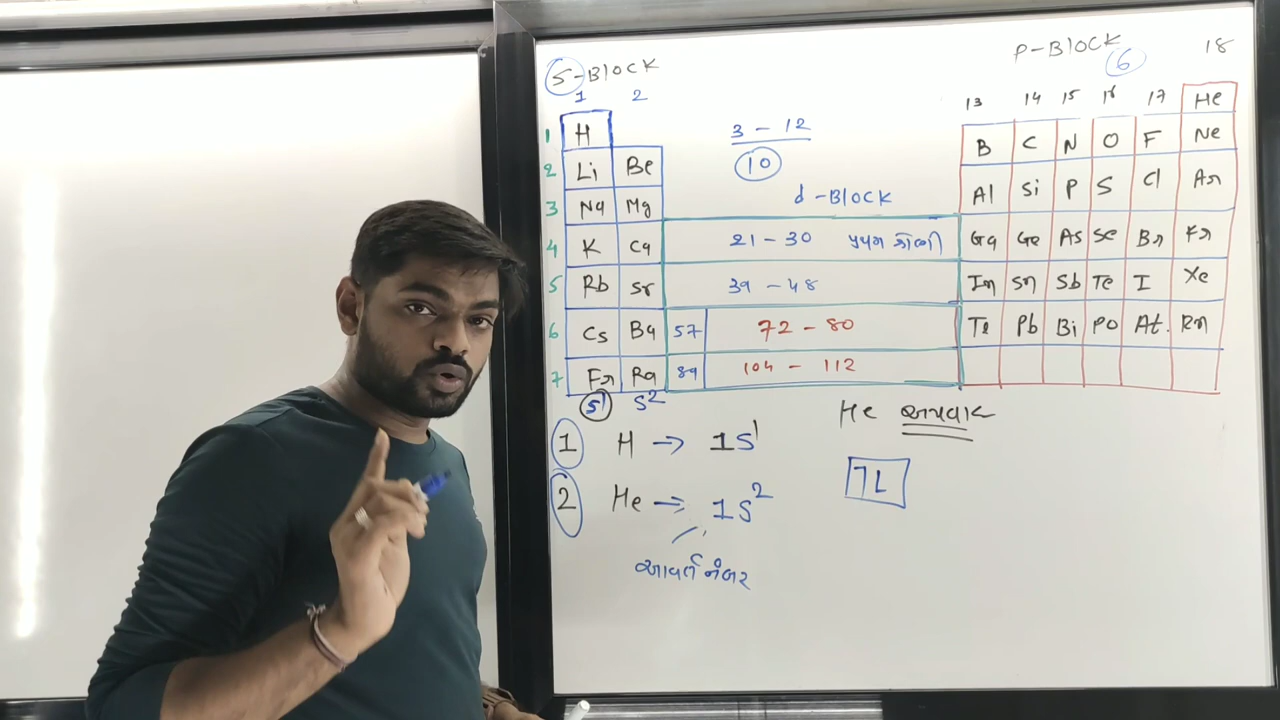 S-BLOCK P-BLOCK 18
1 2 6
13 14 15 16 17 He
1 H 3 - 12 B C N O F Ne
2 Li Be 10
3 Na Mg d-BLOCK Al Si P S Cl Ar
4 K Ca 21 - 30 પ્રથમ શ્રેણી Ga Ge As Se Br Kr
5 Rb Sr 39 - 48 In Sn Sb Te I Xe
6 Cs Ba 57 72 - 80 Te Pb Bi Po At. Rn
7 Fr Ra 89 104 - 112
S¹ S²
He અપવાદ
1 H → 1S¹
2 He → 1S²
આવર્ત નંબર